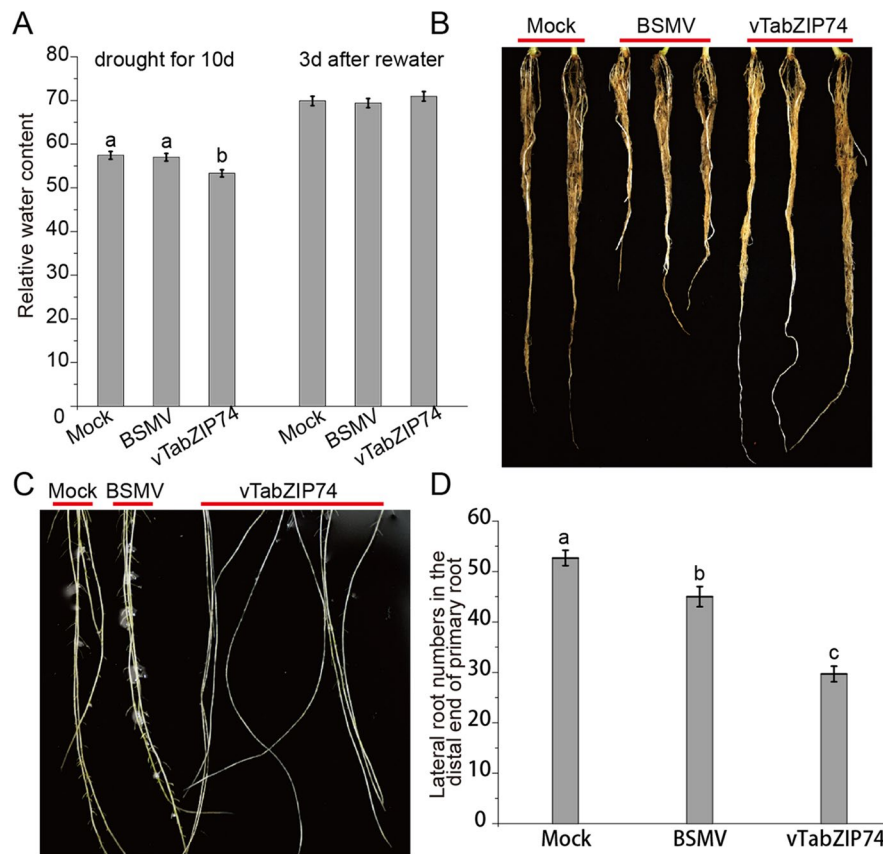 A
drought for 10d
3d after rewater
Relative water content
80
70
60
50
40
30
20
10
0
a
a
b
Mock
BSMV
vTabZIP74
Mock
BSMV
vTabZIP74
B
Mock
BSMV
vTabZIP74
C
Mock
BSMV
vTabZIP74
D
Lateral root numbers in the
distal end of primary root
60
50
40
30
20
10
0
a
b
c
Mock
BSMV
vTabZIP74